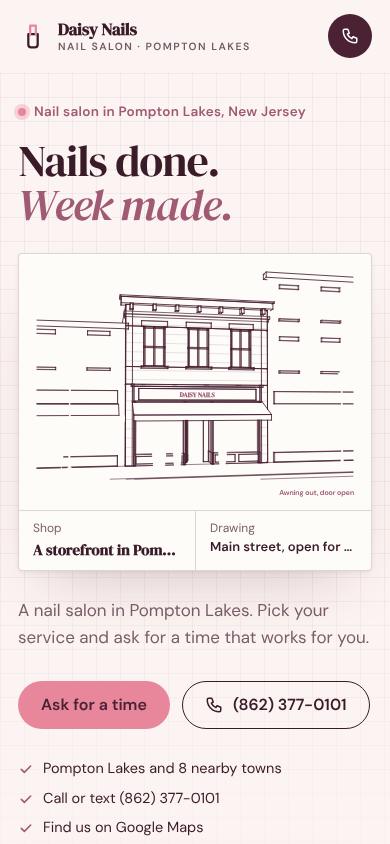 Daisy Nails
NAIL SALON · POMPTON LAKES
Nail salon in Pompton Lakes, New Jersey
Nails done.
Week made.
DAISY NAILS
Awning out, door open
Shop
A storefront in Pom...
Drawing
Main street, open for ...
A nail salon in Pompton Lakes. Pick your
service and ask for a time that works for you.
Ask for a time
(862) 377-0101
Pompton Lakes and 8 nearby towns
Call or text (862) 377-0101
Find us on Google Maps